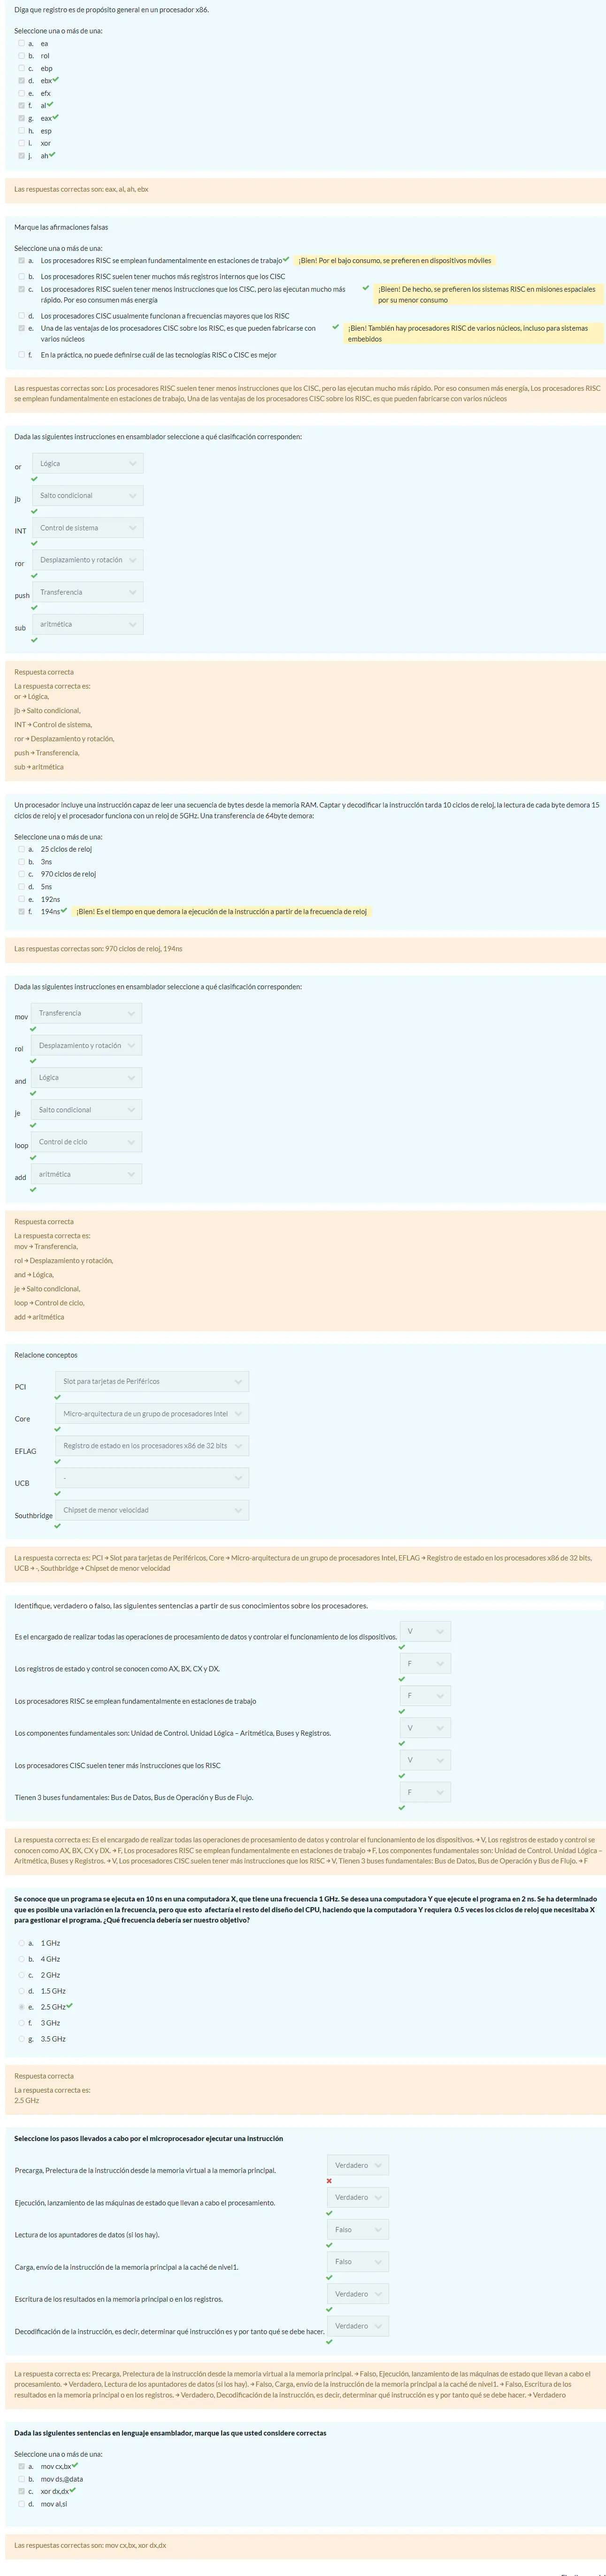 Diga que registro es de propósito general en un procesador x86.
Seleccione una o más de una:
a. ea
b. rol
c. ebp
d. ebx
e. efx
f. al
g. eax
h. esp
i. xor
j. ah
Las respuestas correctas son: eax, al, ah, ebx
Marque las afirmaciones falsas
Seleccione una o más de una:
a. Los procesadores RISC se emplean fundamentalmente en estaciones de trabajo ¡Bien! Por el bajo consumo, se prefieren en dispositivos móviles
b. Los procesadores RISC suelen tener muchos más registros internos que los CISC
c. Los procesadores RISC suelen tener menos instrucciones que los CISC, pero las ejecutan mucho más
rápido. Por eso consumen más energía
¡Bieen! De hecho, se prefieren los sistemas RISC en misiones espaciales
por su menor consumo
d. Los procesadores CISC usualmente funcionan a frecuencias mayores que los RISC
e. Una de las ventajas de los procesadores CISC sobre los RISC, es que pueden fabricarse con
varios núcleos
¡Bien! También hay procesadores RISC de varios núcleos, incluso para sistemas
embebidos
f. En la práctica, no puede definirse cuál de las tecnologías RISC o CISC es mejor
Las respuestas correctas son: Los procesadores RISC suelen tener menos instrucciones que los CISC, pero las ejecutan mucho más rápido. Por eso consumen más energía, Los procesadores RISC
se emplean fundamentalmente en estaciones de trabajo, Una de las ventajas de los procesadores CISC sobre los RISC, es que pueden fabricarse con varios núcleos
Dada las siguientes instrucciones en ensamblador seleccione a qué clasificación corresponden:
or Lógica
jb Salto condicional
INT Control de sistema
ror Desplazamiento y rotación
push Transferencia
sub aritmética
Respuesta correcta
La respuesta correcta es:
or → Lógica,
jb → Salto condicional,
INT → Control de sistema,
ror → Desplazamiento y rotación,
push → Transferencia,
sub → aritmética
Un procesador incluye una instrucción capaz de leer una secuencia de bytes desde la memoria RAM. Captar y decodificar la instrucción tarda 10 ciclos de reloj, la lectura de cada byte demora 15
ciclos de reloj y el procesador funciona con un reloj de 5GHz. Una transferencia de 64byte demora:
Seleccione una o más de una:
a. 25 ciclos de reloj
b. 3ns
c. 970 ciclos de reloj
d. 5ns
e. 192ns
f. 194ns ¡Bien! Es el tiempo en que demora la ejecución de la instrucción a partir de la frecuencia de reloj
Las respuestas correctas son: 970 ciclos de reloj, 194ns
Dada las siguientes instrucciones en ensamblador seleccione a qué clasificación corresponden:
mov Transferencia
rol Desplazamiento y rotación
and Lógica
je Salto condicional
loop Control de ciclo
add aritmética
Respuesta correcta
La respuesta correcta es:
mov → Transferencia,
rol → Desplazamiento y rotación,
and → Lógica,
je → Salto condicional,
loop → Control de ciclo,
add → aritmética
Relacione conceptos
PCI Slot para tarjetas de Periféricos
Core Micro-arquitectura de un grupo de procesadores Intel
EFLAG Registro de estado en los procesadores x86 de 32 bits
UCB -
Southbridge Chipset de menor velocidad
La respuesta correcta es: PCI → Slot para tarjetas de Periféricos, Core → Micro-arquitectura de un grupo de procesadores Intel, EFLAG → Registro de estado en los procesadores x86 de 32 bits,
UCB → -, Southbridge → Chipset de menor velocidad
Identifique, verdadero o falso, las siguientes sentencias a partir de sus conocimientos sobre los procesadores.
Es el encargado de realizar todas las operaciones de procesamiento de datos y controlar el funcionamiento de los dispositivos. V
Los registros de estado y control se conocen como AX, BX, CX y DX. F
Los procesadores RISC se emplean fundamentalmente en estaciones de trabajo F
Los componentes fundamentales son: Unidad de Control. Unidad Lógica – Aritmética, Buses y Registros. V
Los procesadores CISC suelen tener más instrucciones que los RISC V
Tienen 3 buses fundamentales: Bus de Datos, Bus de Operación y Bus de Flujo. F
La respuesta correcta es: Es el encargado de realizar todas las operaciones de procesamiento de datos y controlar el funcionamiento de los dispositivos. → V, Los registros de estado y control se
conocen como AX, BX, CX y DX. → F, Los procesadores RISC se emplean fundamentalmente en estaciones de trabajo → F, Los componentes fundamentales son: Unidad de Control. Unidad Lógica –
Aritmética, Buses y Registros. → V, Los procesadores CISC suelen tener más instrucciones que los RISC → V, Tienen 3 buses fundamentales: Bus de Datos, Bus de Operación y Bus de Flujo. → F
Se conoce que un programa se ejecuta en 10 ns en una computadora X, que tiene una frecuencia 1 GHz. Se desea una computadora Y que ejecute el programa en 2 ns. Se ha determinado
que es posible una variación en la frecuencia, pero que esto afectaría el resto del diseño del CPU, haciendo que la computadora Y requiera 0.5 veces los ciclos de reloj que necesitaba X
para gestionar el programa. ¿Qué frecuencia debería ser nuestro objetivo?
a. 1 GHz
b. 4 GHz
c. 2 GHz
d. 1.5 GHz
e. 2.5 GHz
f. 3 GHz
g. 3.5 GHz
Respuesta correcta
La respuesta correcta es:
2.5 GHz
Seleccione los pasos llevados a cabo por el microprocesador ejecutar una instrucción
Precarga, Prelectura de la instrucción desde la memoria virtual a la memoria principal. Verdadero
Ejecución, lanzamiento de las máquinas de estado que llevan a cabo el procesamiento. Verdadero
Lectura de los apuntadores de datos (si los hay). Falso
Carga, envío de la instrucción de la memoria principal a la caché de nivel1. Falso
Escritura de los resultados en la memoria principal o en los registros. Verdadero
Decodificación de la instrucción, es decir, determinar qué instrucción es y por tanto qué se debe hacer. Verdadero
La respuesta correcta es: Precarga, Prelectura de la instrucción desde la memoria virtual a la memoria principal. → Falso, Ejecución, lanzamiento de las máquinas de estado que llevan a cabo el
procesamiento. → Verdadero, Lectura de los apuntadores de datos (si los hay). → Falso, Carga, envío de la instrucción de la memoria principal a la caché de nivel1. → Falso, Escritura de los
resultados en la memoria principal o en los registros. → Verdadero, Decodificación de la instrucción, es decir, determinar qué instrucción es y por tanto qué se debe hacer. → Verdadero
Dada las siguientes sentencias en lenguaje ensamblador, marque las que usted considere correctas
Seleccione una o más de una:
a. mov cx,bx
b. mov ds,@data
c. xor dx,dx
d. mov al,si
Las respuestas correctas son: mov cx,bx, xor dx,dx